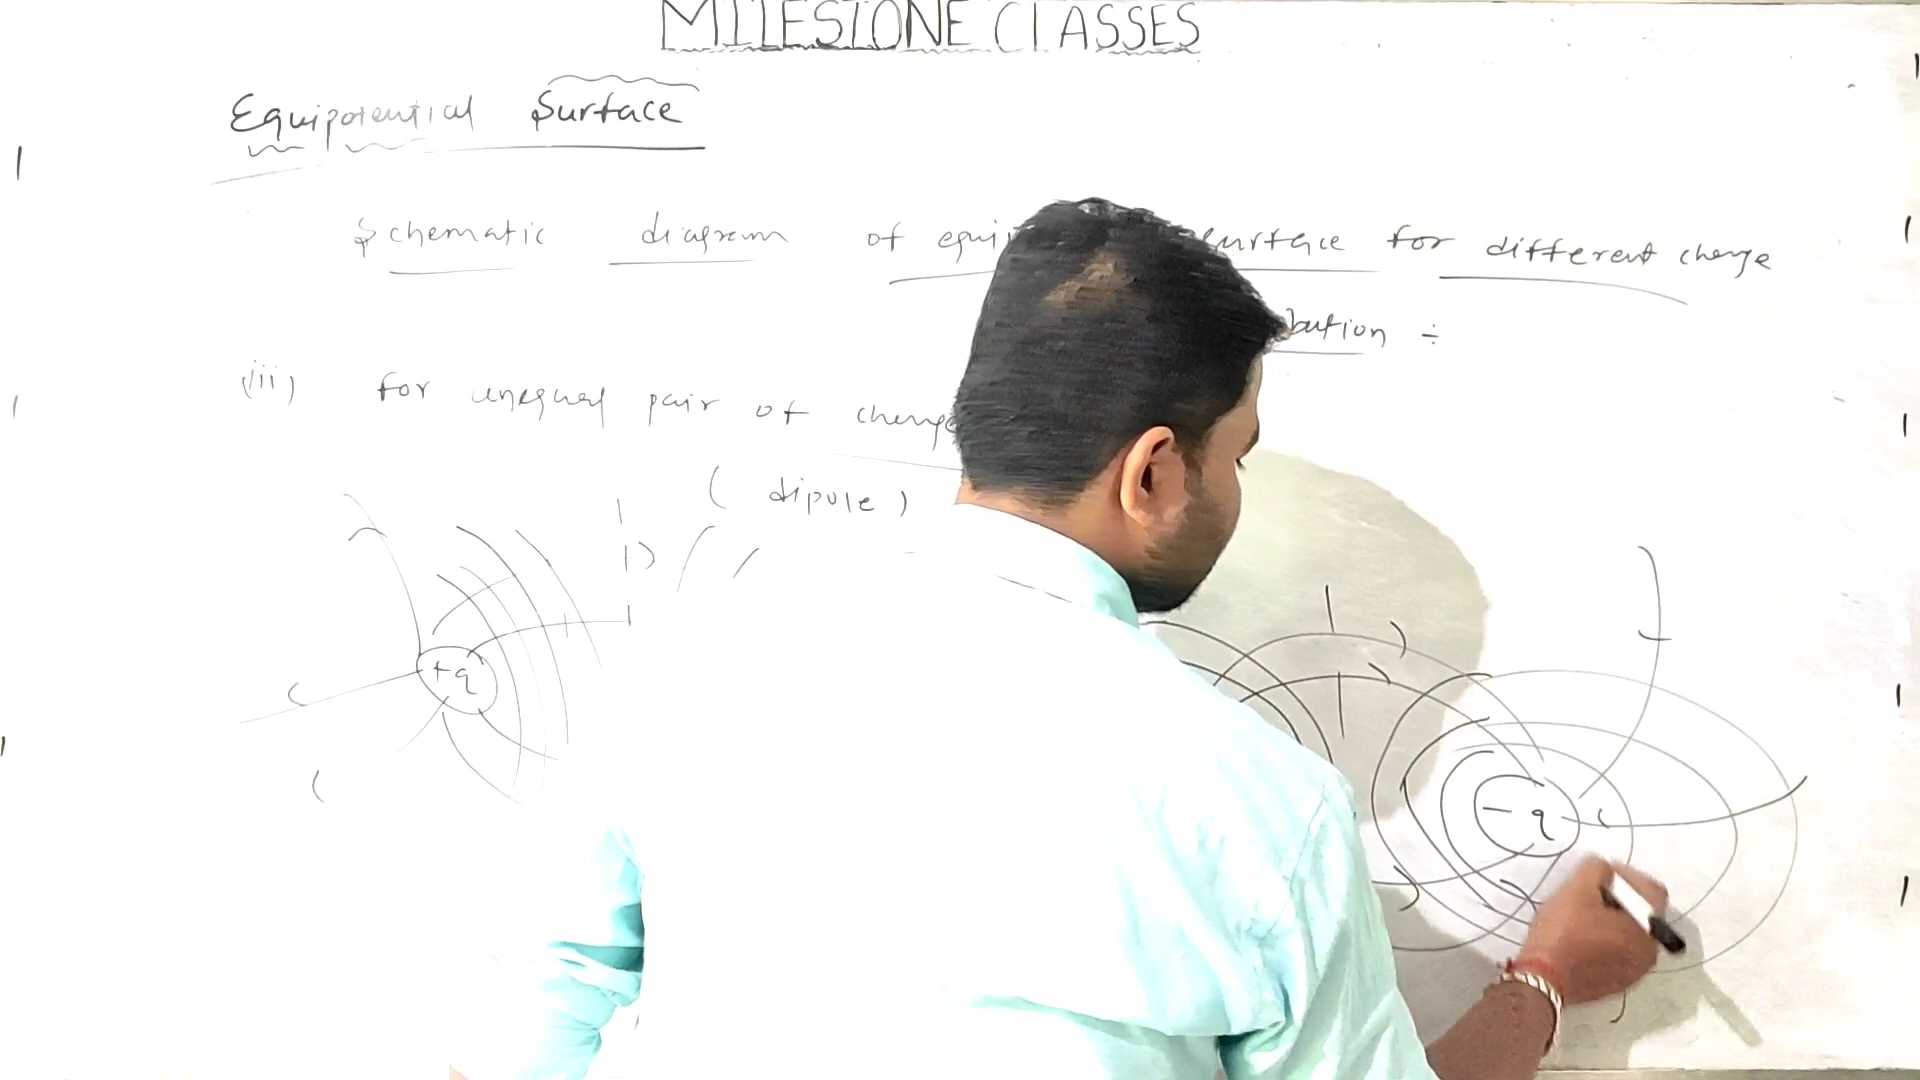 MILESTONE CLASSES
Equipotential Surface
Schematic diagram of equi surface for different charge
bution ÷
(iii) for unequal pair of charge
( dipole )
+q
- q